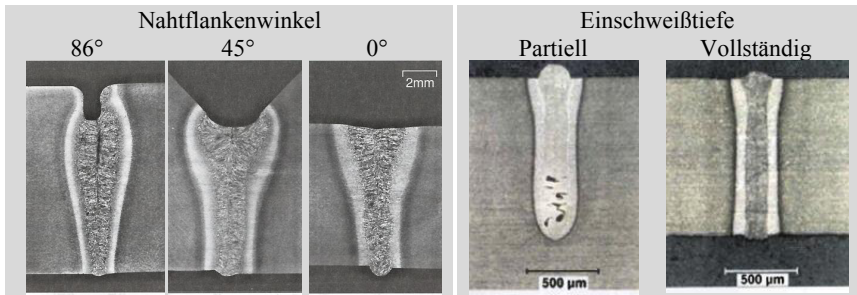 Nahtflankenwinkel
86° 45° 0°
2mm
Einschweißtiefe
Partiell Vollständig
500 µm 500 µm